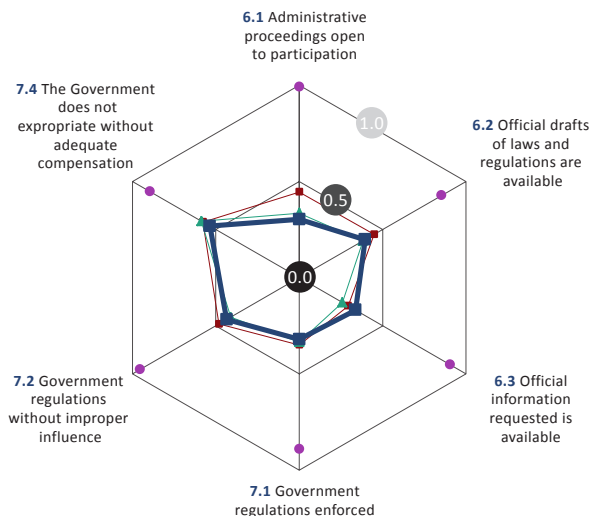 6.1 Administrative
proceedings open
to participation
7.4 The Government
does not
expropriate without
adequate
compensation
1.0
6.2 Official drafts
of laws and
regulations are
available
0.5
0.0
7.2 Government
regulations
without improper
influence
6.3 Official
information
requested is
available
7.1 Government
regulations enforced